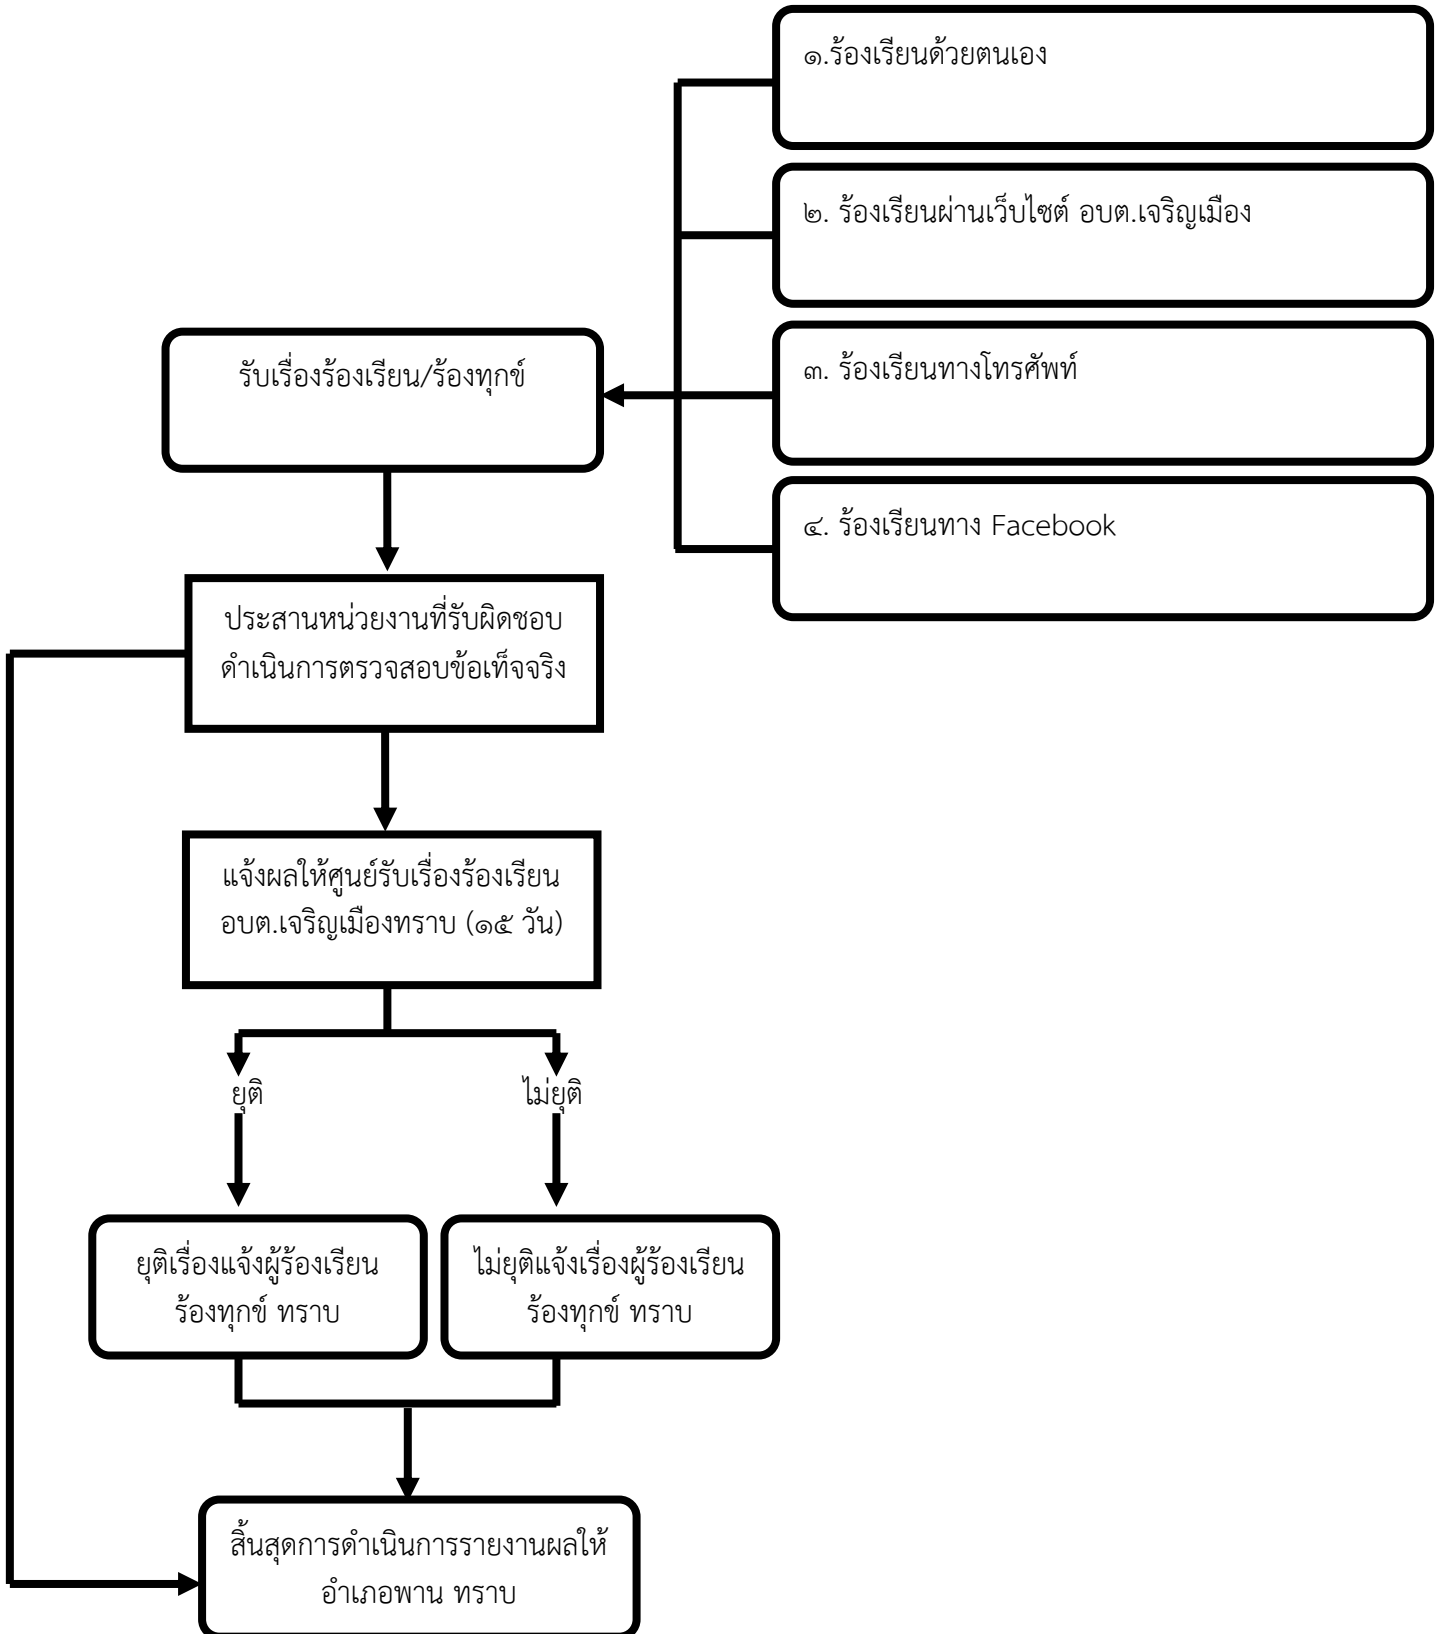 ๑.ร้องเรียนด้วยตนเอง
๒. ร้องเรียนผ่านเว็บไซต์ อบต.เจริญเมือง
๓. ร้องเรียนทางโทรศัพท์
๔. ร้องเรียนทาง Facebook
รับเรื่องร้องเรียน/ร้องทุกข์
ประสานหน่วยงานที่รับผิดชอบ
ดำเนินการตรวจสอบข้อเท็จจริง
แจ้งผลให้ศูนย์รับเรื่องร้องเรียน
อบต.เจริญเมืองทราบ (๑๕ วัน)
ยุติ
ไม่ยุติ
ยุติเรื่องแจ้งผู้ร้องเรียน
ร้องทุกข์ ทราบ
ไม่ยุติแจ้งเรื่องผู้ร้องเรียน
ร้องทุกข์ ทราบ
สิ้นสุดการดำเนินการรายงานผลให้
อำเภอพาน ทราบ